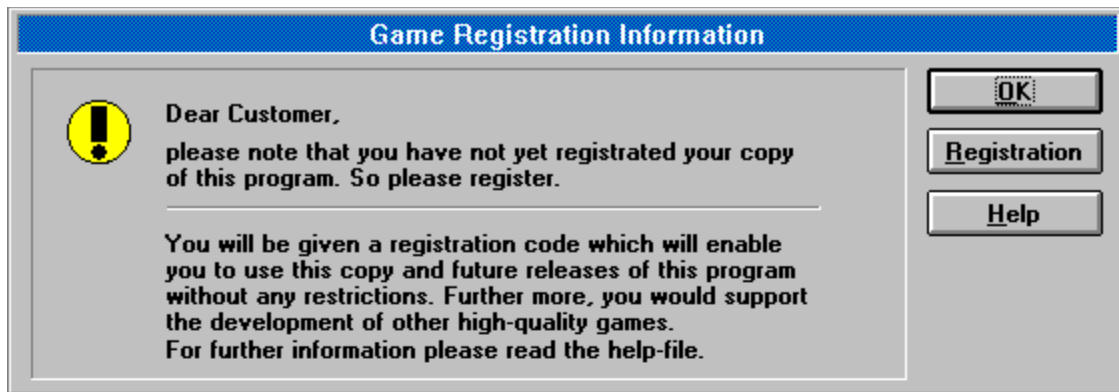 Game Registration Information
Dear Customer,
please note that you have not yet registrated your copy
of this program. So please register.
You will be given a registration code which will enable
you to use this copy and future releases of this program
without any restrictions. Further more, you would support
the development of other high-quality games.
For further information please read the help-file.
OK
Registration
Help